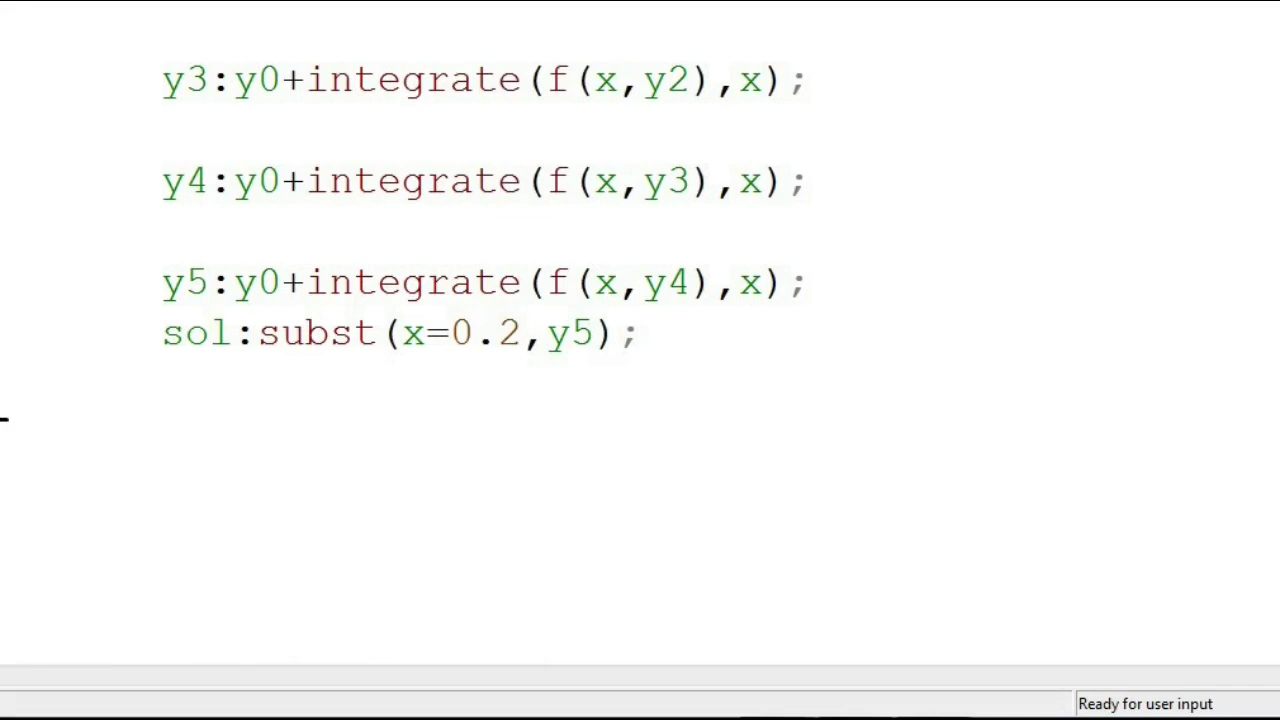 y3:y0+integrate(f(x,y2),x);
y4:y0+integrate(f(x,y3),x);
y5:y0+integrate(f(x,y4),x);
sol:subst(x=0.2,y5);
Ready for user input